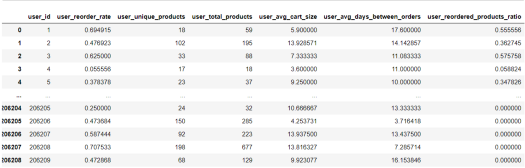 user_id user_reorder_rate user_unique_products user_total_products user_avg_cart_size user_avg_days_between_orders user_reordered_products_ratio
0 1 0.694915 18 59 5.900000 17.600000 0.555556
1 2 0.476923 102 195 13.928571 14.142857 0.362745
2 3 0.625000 33 88 7.333333 11.083333 0.575758
3 4 0.055556 17 18 3.600000 11.000000 0.058824
4 5 0.378378 23 37 9.250000 10.000000 0.347826
... ... ... ... ... ... ... ...
206204 206205 0.250000 24 32 10.666667 13.333333 0.000000
206205 206206 0.473684 150 285 4.253731 3.716418 0.000000
206206 206207 0.587444 92 223 13.937500 13.437500 0.000000
206207 206208 0.707533 198 677 13.816327 7.285714 0.000000
206208 206209 0.472868 68 129 9.923077 16.153846 0.000000